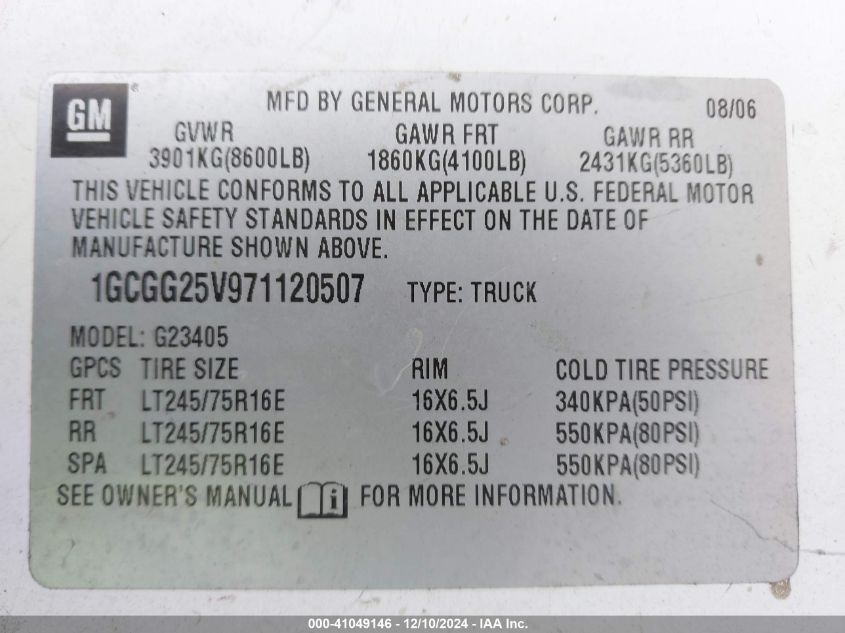 GM
MFD BY GENERAL MOTORS CORP. 08/06
GVWR GAWR FRT GAWR RR
3901KG(8600LB) 1860KG(4100LB) 2431KG(5360LB)
THIS VEHICLE CONFORMS TO ALL APPLICABLE U.S. FEDERAL MOTOR
VEHICLE SAFETY STANDARDS IN EFFECT ON THE DATE OF
MANUFACTURE SHOWN ABOVE.
1GCGG25V971120507 TYPE: TRUCK
MODEL: G23405
GPCS TIRE SIZE RIM COLD TIRE PRESSURE
FRT LT245/75R16E 16X6.5J 340KPA(50PSI)
RR LT245/75R16E 16X6.5J 550KPA(80PSI)
SPA LT245/75R16E 16X6.5J 550KPA(80PSI)
SEE OWNER'S MANUAL i FOR MORE INFORMATION.
000-41049146 - 12/10/2024 - IAA Inc.